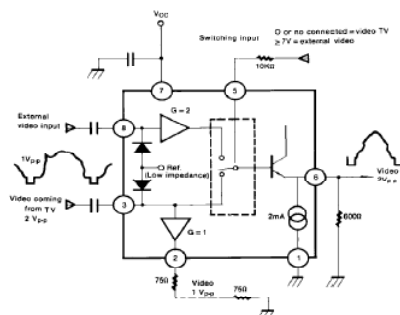 Vcc
Switching input
O or no connected = video TV
≥ 7V = external video
10KΩ
7
5
External
video input
8
G = 2
1Vp-p
Ref.
(Low impedance)
Video coming
from TV
2 Vp-p
3
G = 1
2mA
6
Video
600Ω
2
1
75Ω
Video
1 Vp-p
75Ω